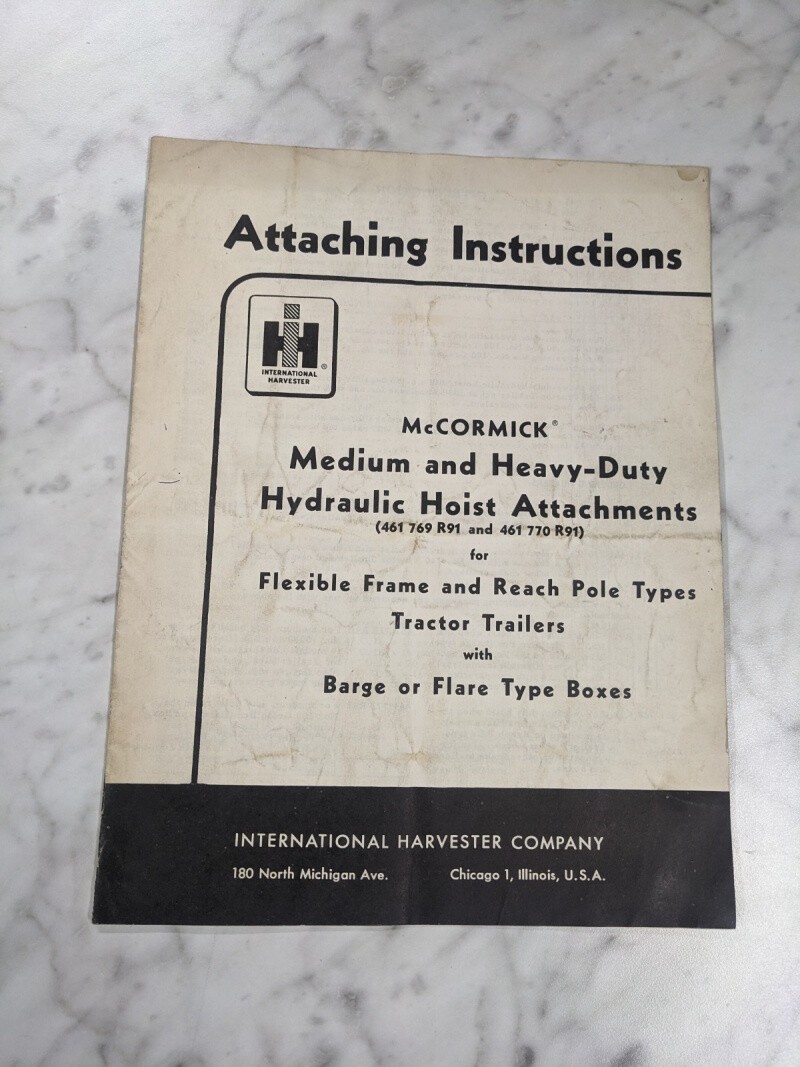 Attaching Instructions
IH
®
INTERNATIONAL
HARVESTER
McCORMICK®
Medium and Heavy-Duty
Hydraulic Hoist Attachments
(461 769 R91 and 461 770 R91)
for
Flexible Frame and Reach Pole Types
Tractor Trailers
with
Barge or Flare Type Boxes
INTERNATIONAL HARVESTER COMPANY
180 North Michigan Ave. Chicago 1, Illinois, U.S.A.